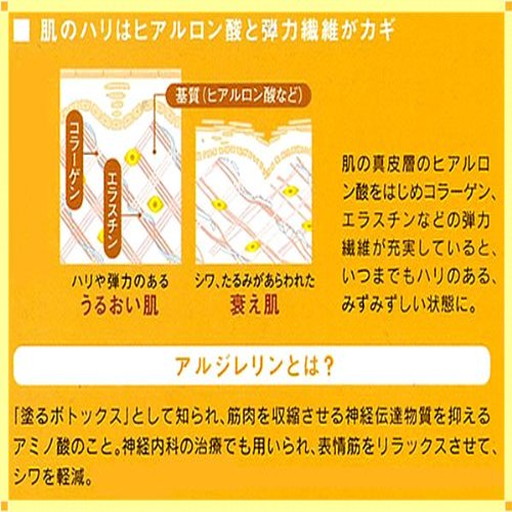 ■ 肌のハリはヒアルロン酸と弾力繊維がカギ
基質(ヒアルロン酸など)
コラーゲン
エラスチン
ハリや弾力のある
うるおい肌
シワ、たるみがあらわれた
衰え肌
肌の真皮層のヒアルロ
ン酸をはじめコラーゲン、
エラスチンなどの弾力
繊維が充実していると、
いつまでもハリのある、
みずみずしい状態に。
アルジレリンとは?
「塗るボトックス」として知られ、筋肉を収縮させる神経伝達物質を抑える
アミノ酸のこと。神経内科の治療でも用いられ、表情筋をリラックスさせて、
シワを軽減。